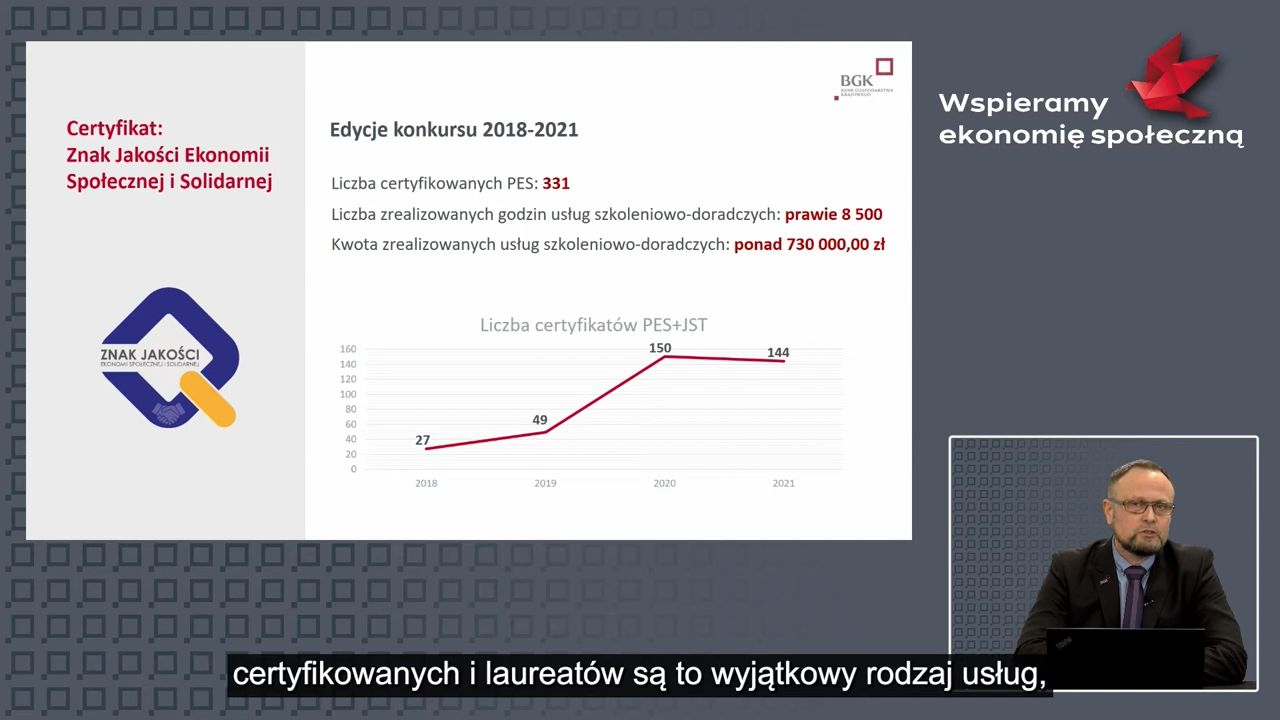 BGK
BANK GOSPODARSTWA
KRAJOWEGO
Wspieramy
ekonomię społeczną
Certyfikat:
Znak Jakości Ekonomii
Społecznej i Solidarnej
Edycje konkursu 2018-2021
Liczba certyfikowanych PES: 331
Liczba zrealizowanych godzin usług szkoleniowo-doradczych: prawie 8 500
Kwota zrealizowanych usług szkoleniowo-doradczych: ponad 730 000,00 zł
ZNAK JAKOŚCI
EKONOMII SPOŁECZNEJ I SOLIDARNEJ
Liczba certyfikatów PES+JST
160
140
120
100
80
60
40
20
0
27
49
150
144
2018
2019
2020
2021
BGK
certyfikowanych i laureatów są to wyjątkowy rodzaj usług,